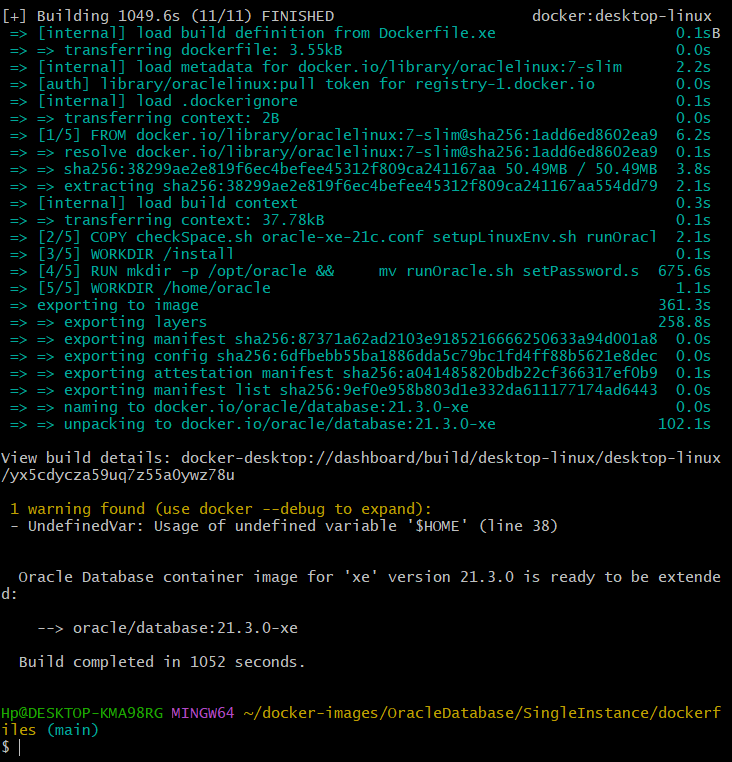 [+] Building 1049.6s (11/11) FINISHED docker:desktop-linux
=> [internal] load build definition from Dockerfile.xe 0.1sB
=> => transferring dockerfile: 3.55kB 0.0s
=> [internal] load metadata for docker.io/library/oraclelinux:7-slim 2.2s
=> [auth] library/oraclelinux:pull token for registry-1.docker.io 0.0s
=> [internal] load .dockerignore 0.1s
=> => transferring context: 2B 0.0s
=> [1/5] FROM docker.io/library/oraclelinux:7-slim@sha256:1add6ed8602ea9 6.2s
=> => resolve docker.io/library/oraclelinux:7-slim@sha256:1add6ed8602ea9 0.1s
=> => sha256:38299ae2e819f6ec4befee45312f809ca241167aa 50.49MB / 50.49MB 3.8s
=> => extracting sha256:38299ae2e819f6ec4befee45312f809ca241167aa554dd79 2.1s
=> [internal] load build context 0.3s
=> => transferring context: 37.78kB 0.1s
=> [2/5] COPY checkSpace.sh oracle-xe-21c.conf setupLinuxEnv.sh runOracl 2.1s
=> [3/5] WORKDIR /install 0.1s
=> [4/5] RUN mkdir -p /opt/oracle && mv runOracle.sh setPassword.s 675.6s
=> [5/5] WORKDIR /home/oracle 1.1s
=> exporting to image 361.3s
=> => exporting layers 258.8s
=> => exporting manifest sha256:87371a62ad2103e9185216666250633a94d001a8 0.0s
=> => exporting config sha256:6dfbebb55ba1886dda5c79bc1fd4ff88b5621e8dec 0.0s
=> => exporting attestation manifest sha256:a041485820bdb22cf366317ef0b9 0.1s
=> => exporting manifest list sha256:9ef0e958b803d1e332da611177174ad6443 0.0s
=> => naming to docker.io/oracle/database:21.3.0-xe 0.0s
=> => unpacking to docker.io/oracle/database:21.3.0-xe 102.1s
View build details: docker-desktop://dashboard/build/desktop-linux/desktop-linux
/yx5cdycza59uq7z55a0ywz78u
1 warning found (use docker --debug to expand):
- UndefinedVar: Usage of undefined variable '$HOME' (line 38)
Oracle Database container image for 'xe' version 21.3.0 is ready to be extende
d:
--> oracle/database:21.3.0-xe
Build completed in 1052 seconds.
Hp@DESKTOP-KMA98RG MINGW64 ~/docker-images/OracleDatabase/SingleInstance/dockerf
iles (main)
$